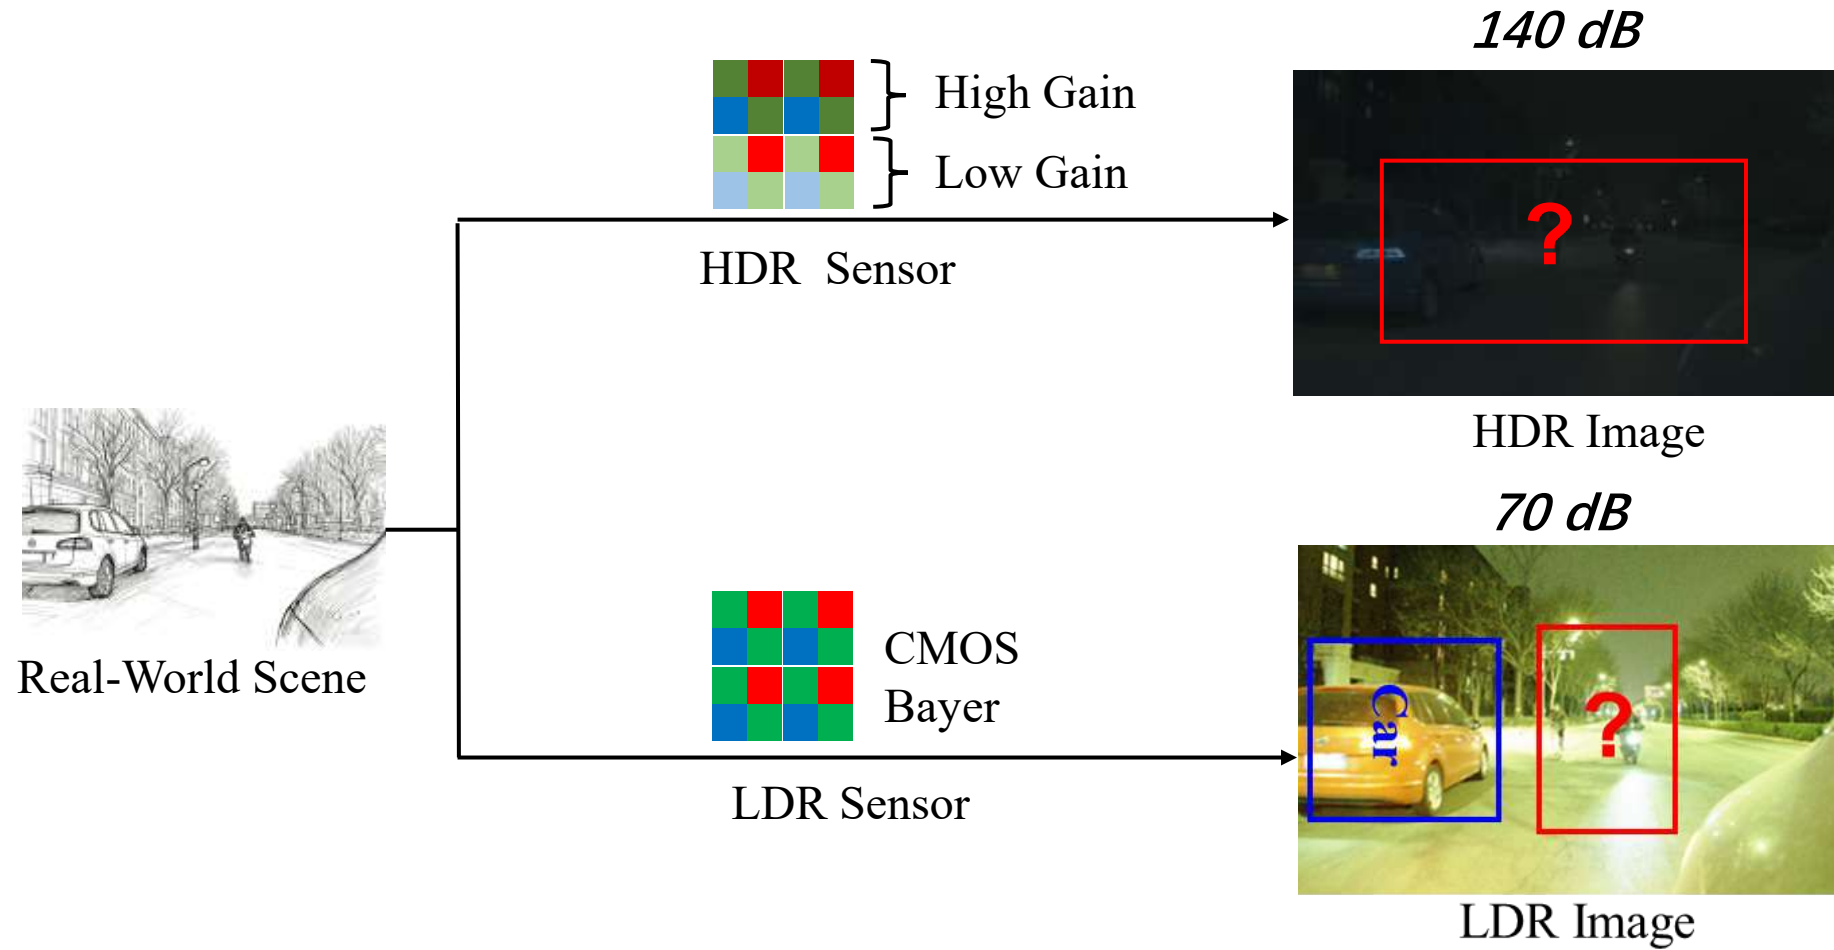 140 dB
High Gain
Low Gain
?
HDR Sensor
HDR Image
70 dB
Real-World Scene
CMOS
Bayer
Car
?
LDR Sensor
LDR Image